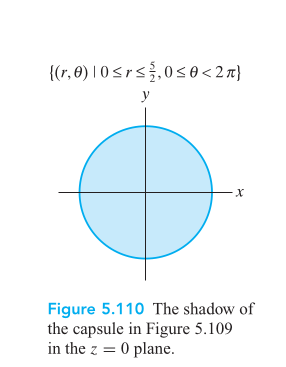 {(r, θ) | 0 ≤ r ≤ 5/2, 0 ≤ θ < 2 π}
y
x
Figure 5.110 The shadow of
the capsule in Figure 5.109
in the z = 0 plane.